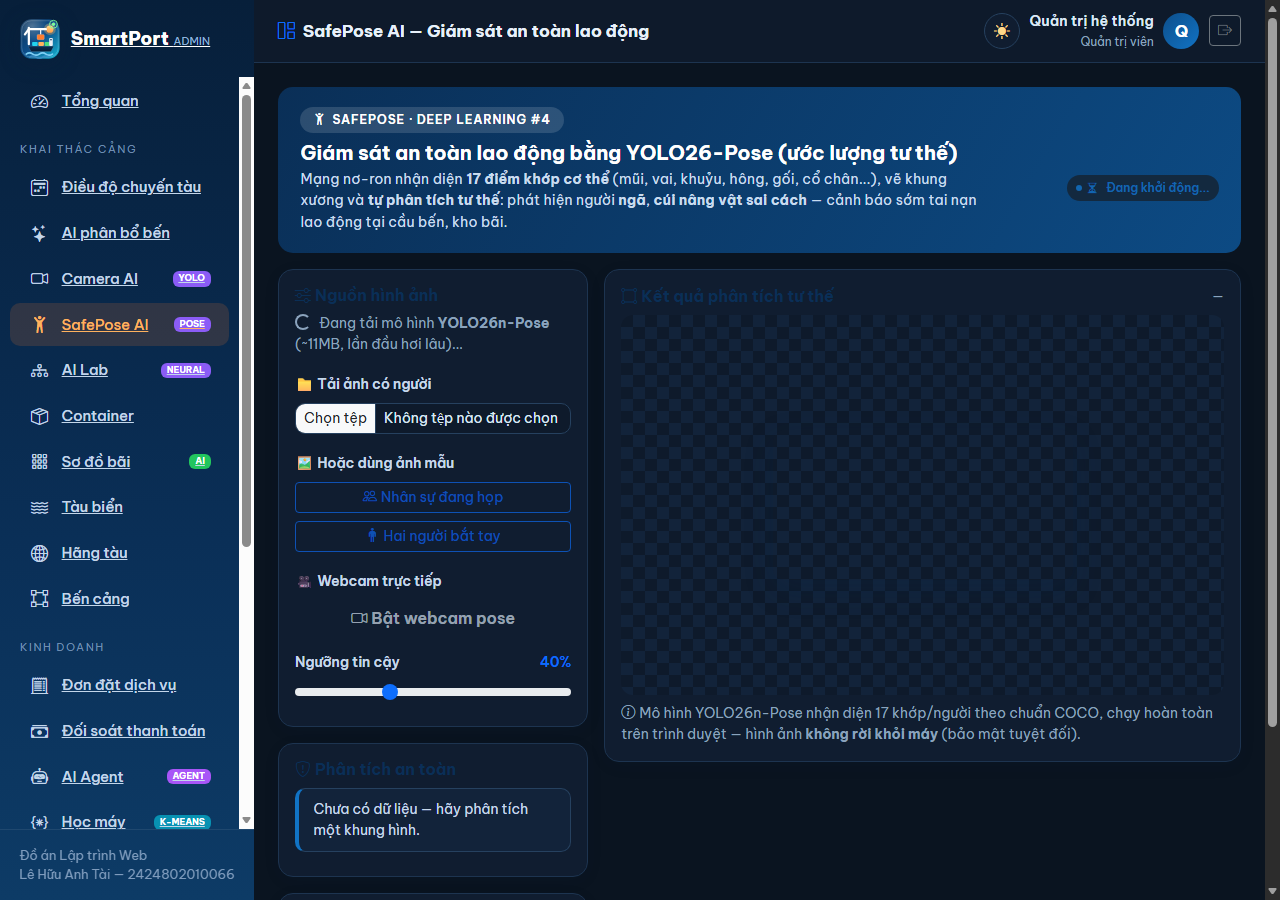 SmartPort ADMIN
Tổng quan
KHAI THÁC CẢNG
Điều độ chuyến tàu
AI phân bổ bến
Camera AI YOLO
SafePose AI POSE
AI Lab NEURAL
Container
Sơ đồ bãi AI
Tàu biển
Hãng tàu
Bến cảng
KINH DOANH
Đơn đặt dịch vụ
Đối soát thanh toán
AI Agent AGENT
Học máy K-MEANS
Đồ án Lập trình Web
Lê Hữu Anh Tài — 2424802010066
SafePose AI — Giám sát an toàn lao động
Quản trị hệ thống
Quản trị viên
Q
SAFEPOSE · DEEP LEARNING #4
Giám sát an toàn lao động bằng YOLO26-Pose (ước lượng tư thế)
Mạng nơ-ron nhận diện 17 điểm khớp cơ thể (mũi, vai, khuỷu, hông, gối, cổ chân...), vẽ khung
xương và tự phân tích tư thế: phát hiện người ngã, cúi nâng vật sai cách — cảnh báo sớm tai nạn
lao động tại cầu bến, kho bãi.
Đang khởi động...
Nguồn hình ảnh
Đang tải mô hình YOLO26n-Pose
(~11MB, lần đầu hơi lâu)...
Tải ảnh có người
Chọn tệp Không tệp nào được chọn
Hoặc dùng ảnh mẫu
Nhân sự đang họp
Hai người bắt tay
Webcam trực tiếp
Bật webcam pose
Ngưỡng tin cậy 40%
Phân tích an toàn
Chưa có dữ liệu — hãy phân tích
một khung hình.
Kết quả phân tích tư thế —
Mô hình YOLO26n-Pose nhận diện 17 khớp/người theo chuẩn COCO, chạy hoàn toàn
trên trình duyệt — hình ảnh không rời khỏi máy (bảo mật tuyệt đối).